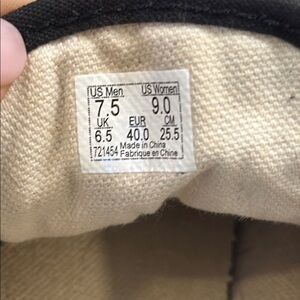 US Men US Women
7.5 9.0
UK EUR CM
6.5 40.0 25.5
721454 Made in China
Fabrique en Chine